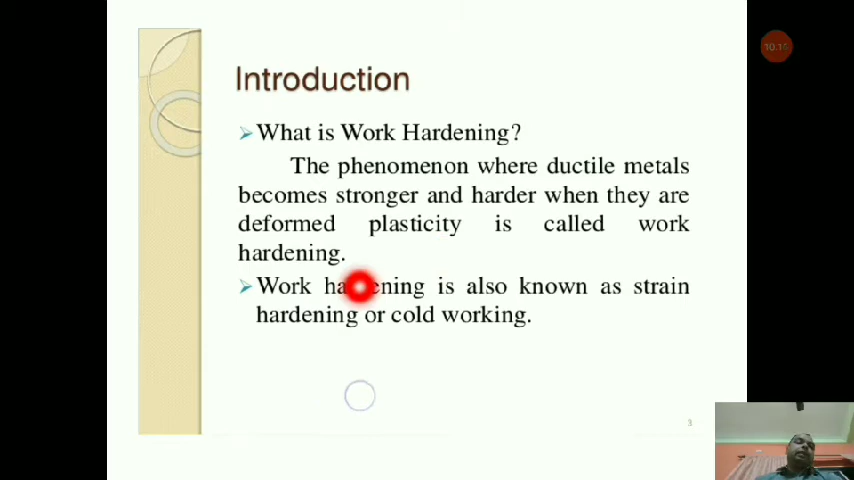 Introduction
➢What is Work Hardening?
The phenomenon where ductile metals
becomes stronger and harder when they are
deformed plasticity is called work
hardening.
➢Work hardening is also known as strain
hardening or cold working.
3